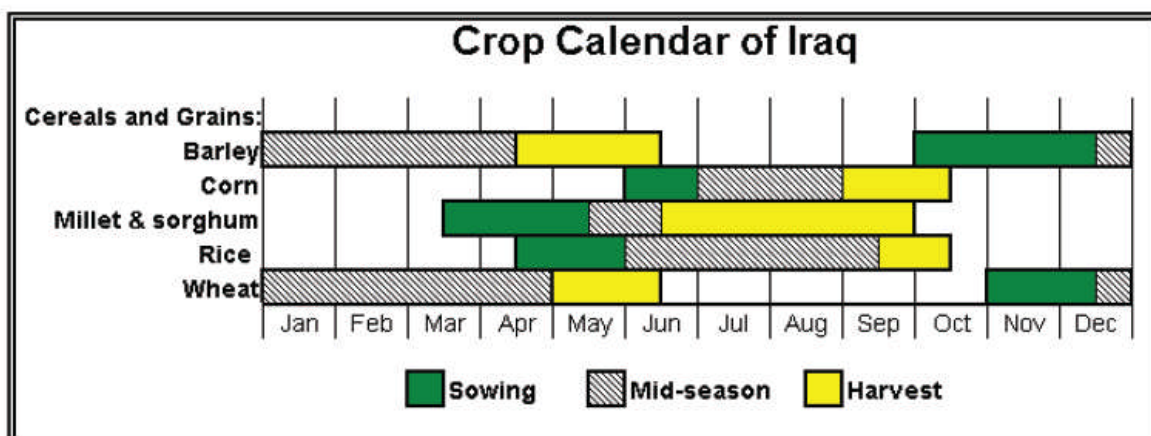 Crop Calendar of Iraq
Cereals and Grains:
Barley
Corn
Millet & sorghum
Rice
Wheat
Jan Feb Mar Apr May Jun Jul Aug Sep Oct Nov Dec
Sowing Mid-season Harvest